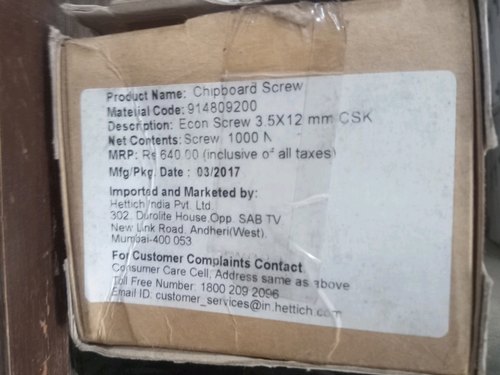 Product Name: Chipboard Screw
Material Code: 914809200
Description: Econ Screw 3.5X12 mm CSK
Net Contents: Screw 1000 N
MRP: Rs 640.00 (inclusive of all taxes)
Mfg/Pkg. Date : 03/2017
Imported and Marketed by:
Hettich India Pvt. Ltd.
302, Durolite House,Opp. SAB TV
New Link Road, Andheri(West),
Mumbai-400 053
For Customer Complaints Contact
Consumer Care Cell, Address same as above
Toll Free Number: 1800 209 2096
Email ID: customer_services@in.hettich.com